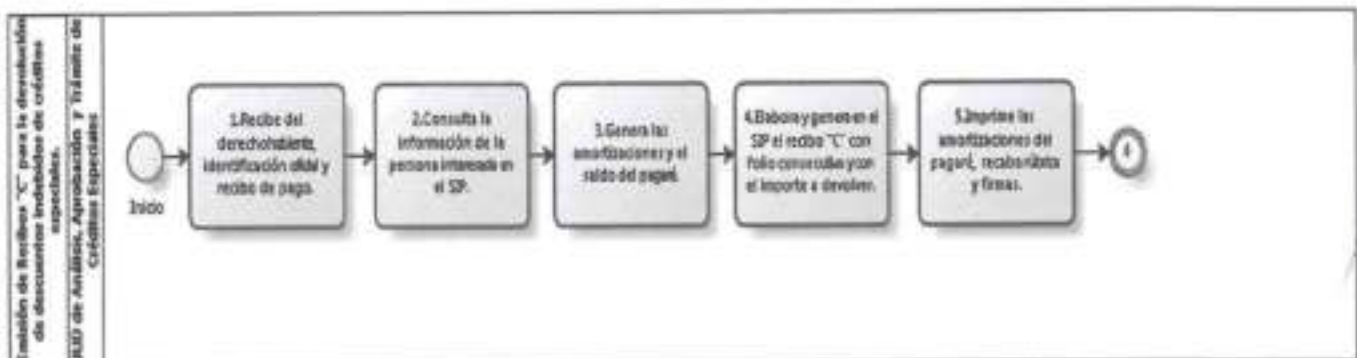 Emisión de Recibos "C" para la devolución
de descuentos indebidos de créditos
especiales.
JUD de Análisis, Aprobación y Trámite de
Créditos Especiales
Inicio
1.Recibe del
derechohabiente,
identificación oficial y
recibo de pago.
2.Consulta la
información de la
persona interesada en
el SIP.
3.Genera las
amortizaciones y el
saldo del pagaré.
4.Elabora y genera en el
SIP el recibo "C" con
folio consecutivo y con
el importe a devolver.
5.Imprime las
amortizaciones del
pagaré, recaba rúbrica
y firmas.